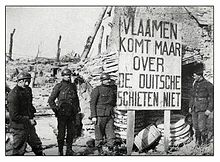 VLAAMEN
KOMT MAAR
OVER
DE DUITSCHE
SCHIETEN NIET